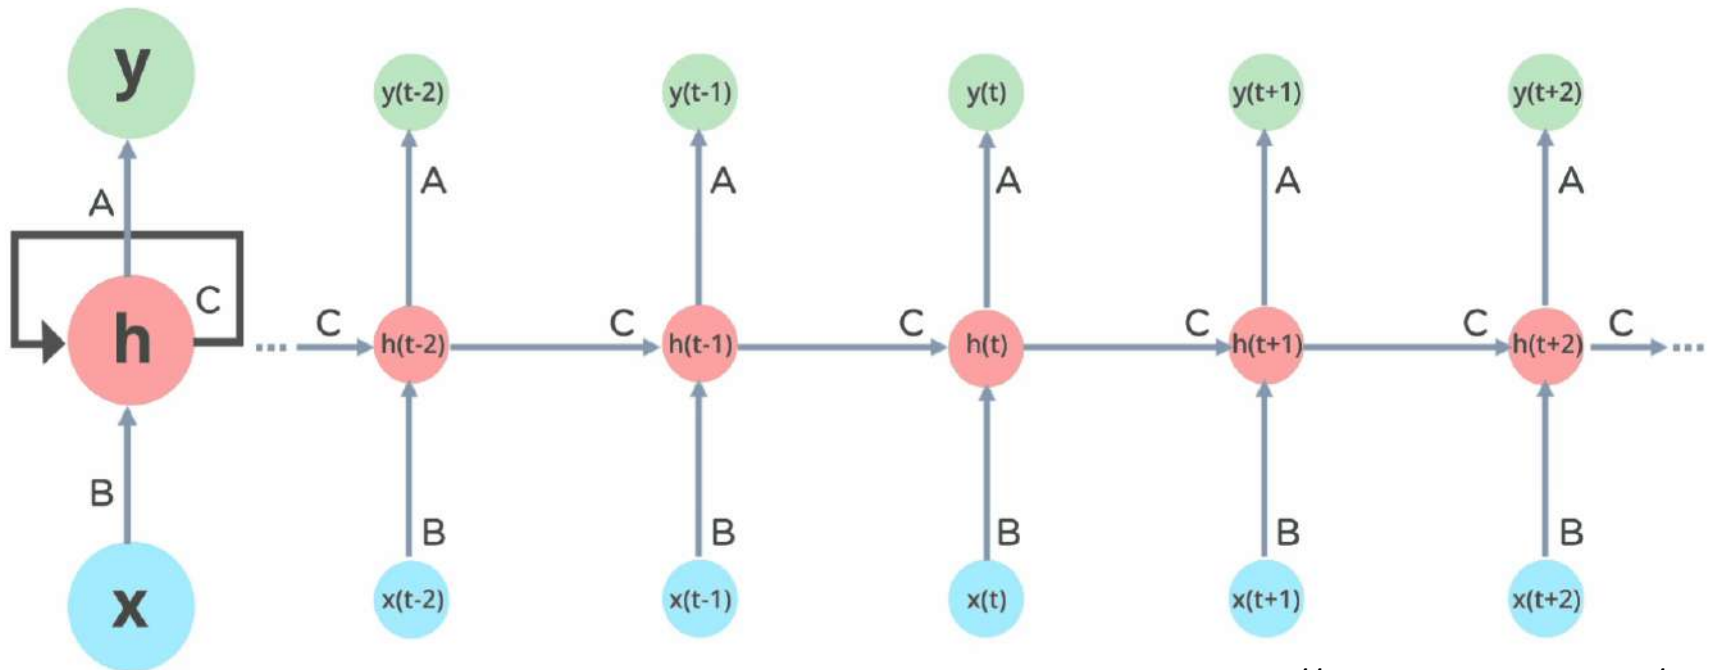 y
y(t-2) y(t-1) y(t) y(t+1) y(t+2)
A A A A A A
C C C C C C C
h
... h(t-2) h(t-1) h(t) h(t+1) h(t+2) ...
B B B B B B
x
x(t-2) x(t-1) x(t) x(t+1) x(t+2)